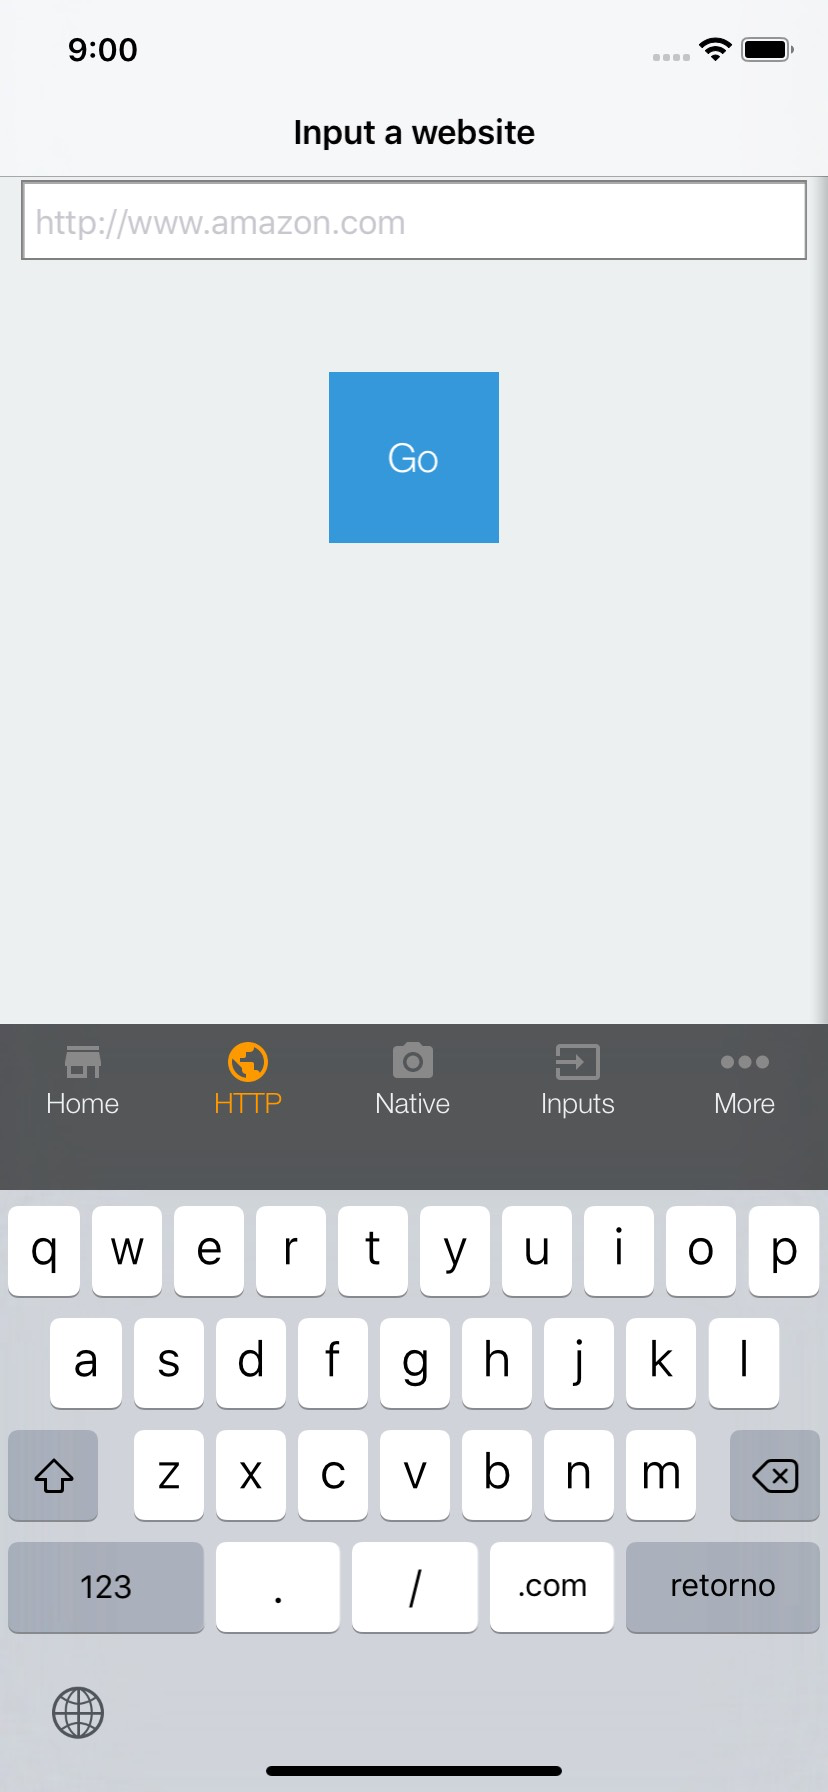 9:00
Input a website
http://www.amazon.com
Go
Home HTTP Native Inputs More
q w e r t y u i o p
a s d f g h j k l
z x c v b n m
123 . / .com retorno